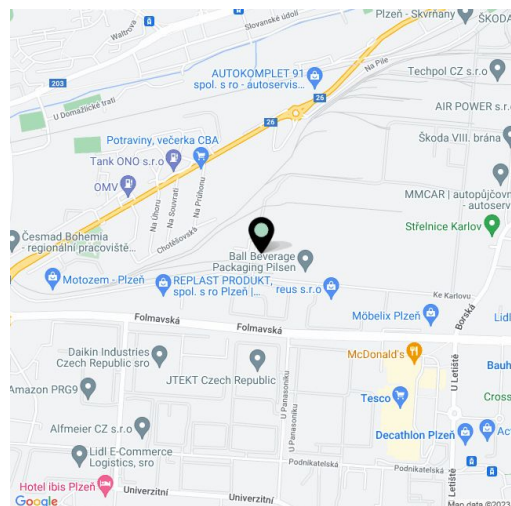 Slovanské údolí
Plzeň - Skvrňany
ŠKODA
Waltrova
AUTOKOMPLET 91
spol. s ro - autoservis...
Na Pile
Techpol CZ s.r.o
203
26
U Domažlické trati
AIR POWER s.r
26
Potraviny, večerka CBA
Škoda VIII. brána
Tank ONO s.r.o
OMV
MMCAR | autopůjčovn
- autoserv
Na Úhoru
Na Souvrati
Na Průhonu
Střelnice Karlov
Česmad Bohemia
- regionální pracoviště...
Chotěšovská
Ball Beverage
Packaging Pilsen
Motozem - Plzeň
REPLAST PRODUKT,
spol. s ro Plzeň |...
reus s.r.o
Ke Karlovu
Möbelix Plzeň
Borská
Lidl
Folmavská
Folmavská
Daikin Industries
Czech Republic sro
McDonald's
U Letiště
Bauh
JTEKT Czech Republic
Amazon PRG9
U Panasoniku
Tesco
Cross
Alfmeier CZ s.r.o
U Panasoniku
Decathlon Plzeň
Ac
Lidl E-Commerce
Logistics, sro
Podnikatelská
Podnikatelská
U Letiště
Hotel ibis Plzeň
Univerzitní
Univerzitní
Google
Map data ©2023